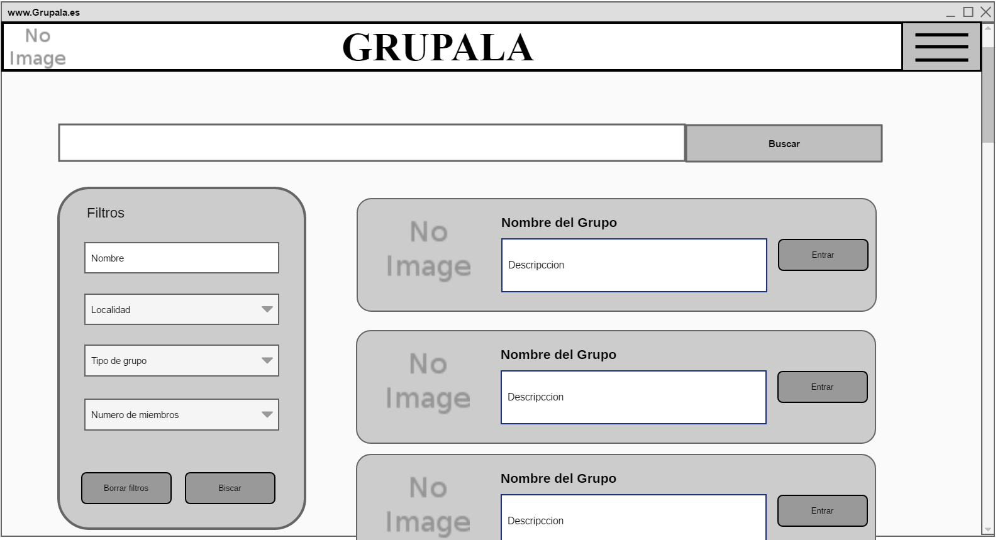 www.Grupala.es
No
Image
GRUPALA
Buscar
Filtros
Nombre
Localidad
Tipo de grupo
Numero de miembros
Borrar filtros
Biscar
No
Image
Nombre del Grupo
Descripccion
Entrar
No
Image
Nombre del Grupo
Descripccion
Entrar
No
Image
Nombre del Grupo
Descripccion
Entrar